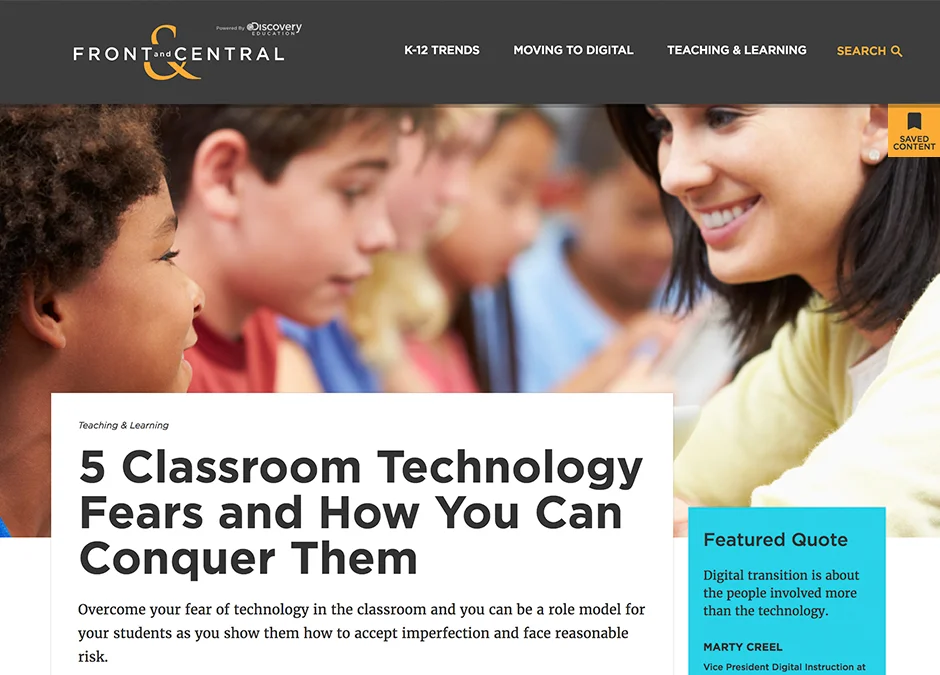 Powered By Discovery
EDUCATION
FRONT and & CENTRAL
K-12 TRENDS
MOVING TO DIGITAL
TEACHING & LEARNING
SEARCH
SAVED
CONTENT
Teaching & Learning
5 Classroom Technology
Fears and How You Can
Conquer Them
Overcome your fear of technology in the classroom and you can be a role model for
your students as you show them how to accept imperfection and face reasonable
risk.
Featured Quote
Digital transition is about
the people involved more
than the technology.
MARTY CREEL
Vice President Digital Instruction at